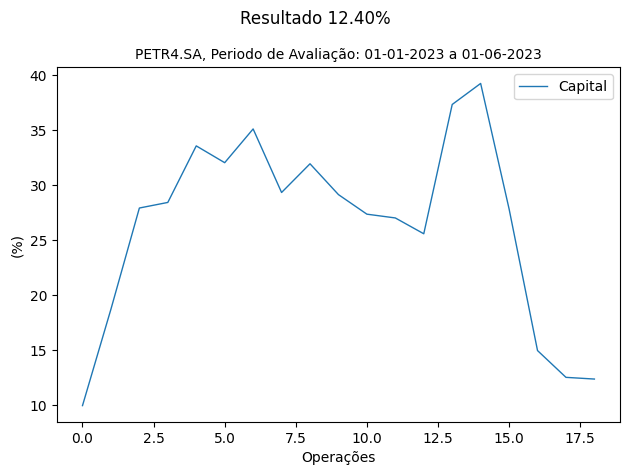 Resultado 12.40%
PETR4.SA, Periodo de Avaliação: 01-01-2023 a 01-06-2023
Capital
40
35
30
25
20
15
10
(%)
0.0 2.5 5.0 7.5 10.0 12.5 15.0 17.5
Operações